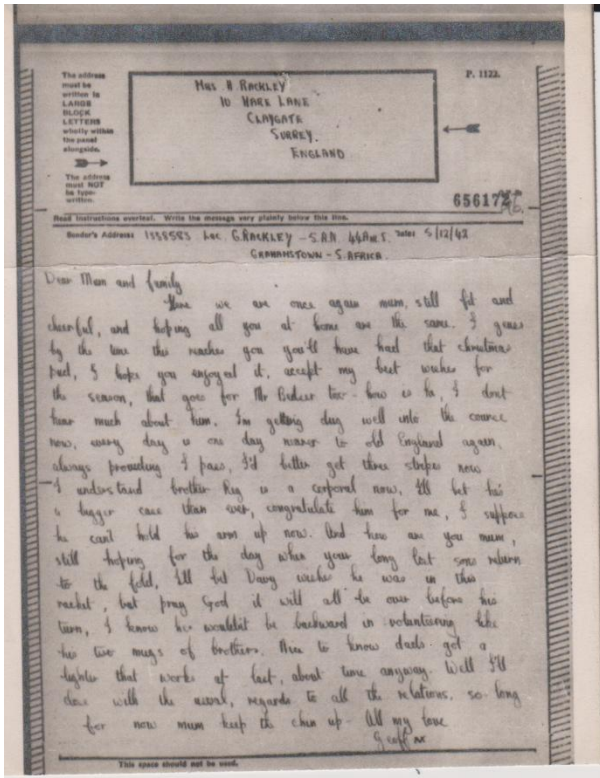 The address
must be
written in
LARGE
BLOCK
LETTERS
wholly within
the panel
alongside.
The address
must NOT
be type-
written.
MRS H. RACKLEY
10 HARE LANE
CLAYGATE
SURREY.
ENGLAND
P. 1122.
656172
Read instructions overleaf. Write the message very plainly below this line.
Sender's Address: 1338583 Lac. G. RACKLEY - S.A.A. 44 A.I. Date: 5/12/42
GRAHAMSTOWN - S. AFRICA.
Dear Mum and family
Here we are once again mum, still fit and
cheerful, and hoping all you at home are the same. I guess
by the time this reaches you you'll have had that christmas
pud, I hope you enjoyed it, accept my best wishes for
the season, that goes for Mr too - how is he, I dont
hear much about him. I'm getting dug well into the course
now, every day is one day nearer to old England again,
always providing I pass, I'd better get three stripes now
I understand brother Reg is a corporal now, I'll bet he's
a bigger than ever, congratulate him for me, I suppose
he cant hold his arm up now. And how are you mum,
still hoping for the day when your long lost sons return
to the fold, I'll bet Davy wishes he was in this
racket, but pray God it will all be over before his
turn, I know he wouldnt be backward in volunteering like
his two mugs of brothers. Nice to know dads got a
lighter that works at last, about time anyway. Well I'll
close with the usual, regards to all the relations, so long
for now mum keep the chin up - All my love
Geoff xx
This space should not be used.